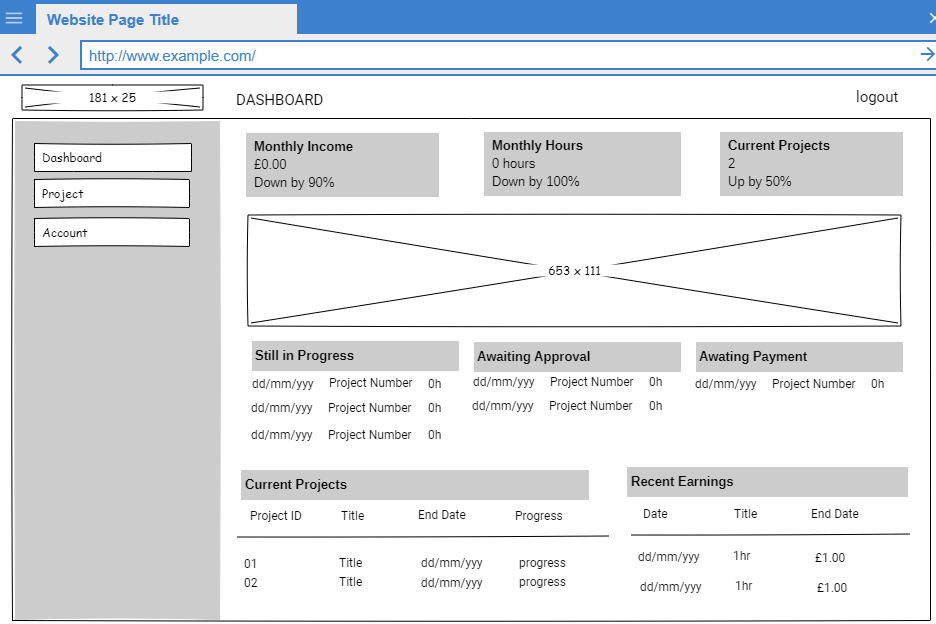 Website Page Title
http://www.example.com/
181 x 25
DASHBOARD
logout
Dashboard
Project
Account
Monthly Income
£0.00
Down by 90%
Monthly Hours
0 hours
Down by 100%
Current Projects
2
Up by 50%
653 x 111
Still in Progress
dd/mm/yyy Project Number 0h
dd/mm/yyy Project Number 0h
dd/mm/yyy Project Number 0h
Awaiting Approval
dd/mm/yyy Project Number 0h
dd/mm/yyy Project Number 0h
Awating Payment
dd/mm/yyy Project Number 0h
Current Projects
Project ID Title End Date Progress
01 Title dd/mm/yyy progress
02 Title dd/mm/yyy progress
Recent Earnings
Date Title End Date
dd/mm/yyy 1hr £1.00
dd/mm/yyy 1hr £1.00